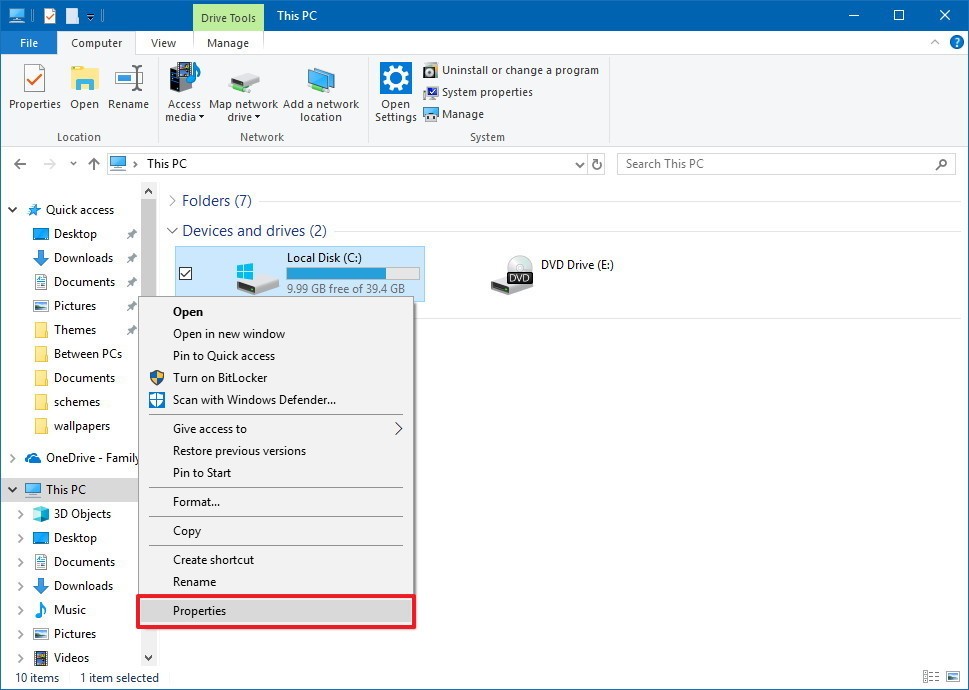 Drive Tools
This PC
File
Computer
View
Manage
Properties
Open
Rename
Access media
Map network drive
Add a network location
Open Settings
Uninstall or change a program
System properties
Manage
Location
Network
System
This PC
Search This PC
Quick access
Desktop
Downloads
Documents
Pictures
Themes
Between PCs
Documents
schemes
wallpapers
OneDrive - Family
This PC
3D Objects
Desktop
Documents
Downloads
Music
Pictures
Videos
Folders (7)
Devices and drives (2)
Local Disk (C:)
9.99 GB free of 39.4 GB
DVD
DVD Drive (E:)
Open
Open in new window
Pin to Quick access
Turn on BitLocker
Scan with Windows Defender...
Give access to
Restore previous versions
Pin to Start
Format...
Copy
Create shortcut
Rename
Properties
10 items
1 item selected